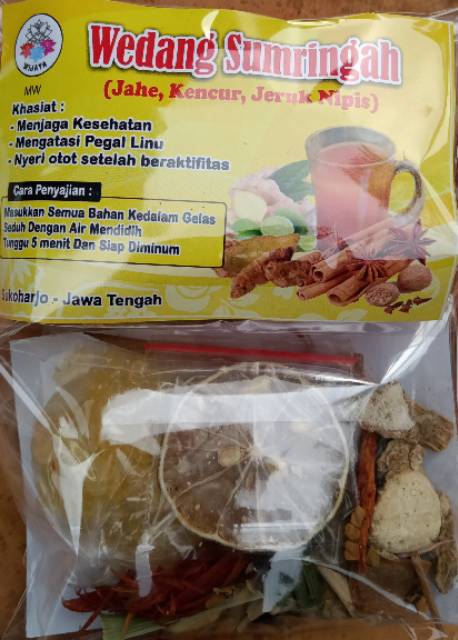 WIJAYA
MW
Wedang Sumringah
(Jahe, Kencur, Jeruk Nipis)
Khasiat :
- Menjaga Kesehatan
- Mengatasi Pegal Linu
- Nyeri otot setelah beraktifitas
Cara Penyajian :
Masukkan Semua Bahan Kedalam Gelas
Seduh Dengan Air Mendidih
Tunggu 5 menit Dan Siap Diminum
Sukoharjo - Jawa Tengah